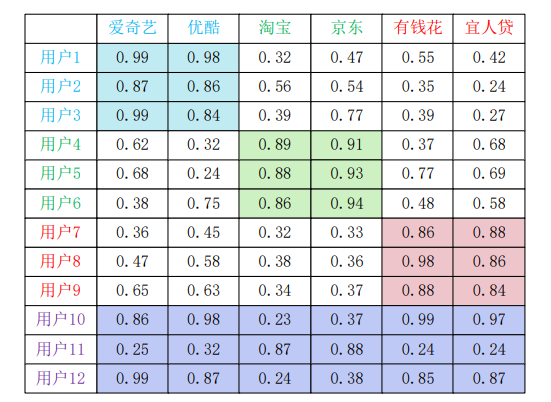 爱奇艺 优酷 淘宝 京东 有钱花 宜人贷
用户1 0.99 0.98 0.32 0.47 0.55 0.42
用户2 0.87 0.86 0.56 0.54 0.35 0.24
用户3 0.99 0.84 0.39 0.77 0.39 0.27
用户4 0.62 0.32 0.89 0.91 0.37 0.68
用户5 0.68 0.24 0.88 0.93 0.77 0.69
用户6 0.38 0.75 0.86 0.94 0.48 0.58
用户7 0.36 0.45 0.32 0.33 0.86 0.88
用户8 0.47 0.58 0.38 0.36 0.98 0.86
用户9 0.65 0.63 0.34 0.37 0.88 0.84
用户10 0.86 0.98 0.23 0.37 0.99 0.97
用户11 0.25 0.32 0.87 0.88 0.24 0.24
用户12 0.99 0.87 0.24 0.38 0.85 0.87